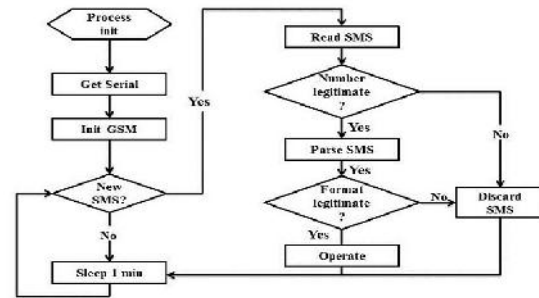 Process
init
Get Serial
Init GSM
New
SMS?
No
Sleep 1 min
Yes
Read SMS
Number
legitimate
?
Yes
No
Parse SMS
Yes
Format
legitimate
?
No
Discard
SMS
Yes
Operate